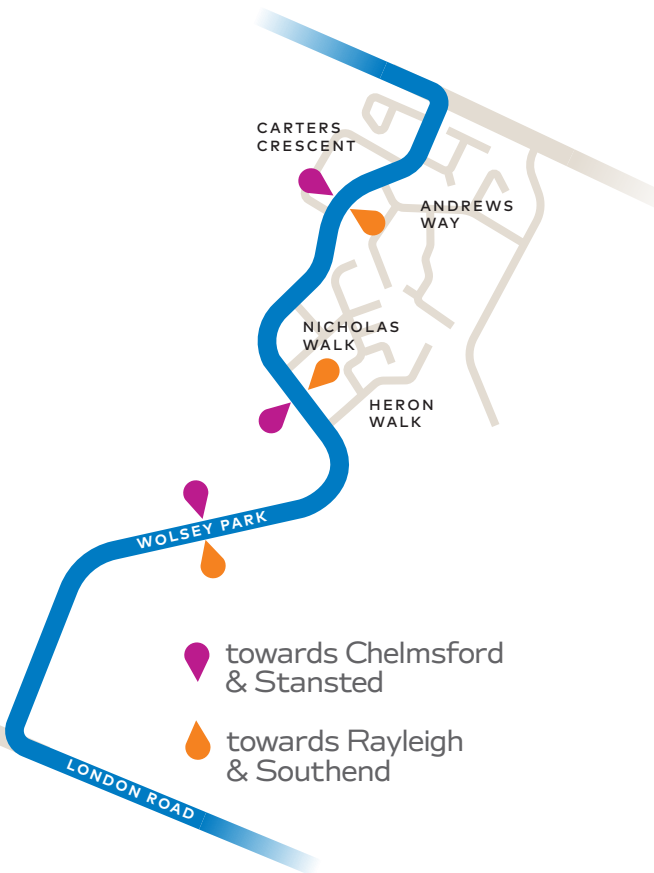 CARTERS
CRESCENT
ANDREWS
WAY
NICHOLAS
WALK
HERON
WALK
WOLSEY PARK
towards Chelmsford
& Stansted
towards Rayleigh
& Southend
LONDON ROAD